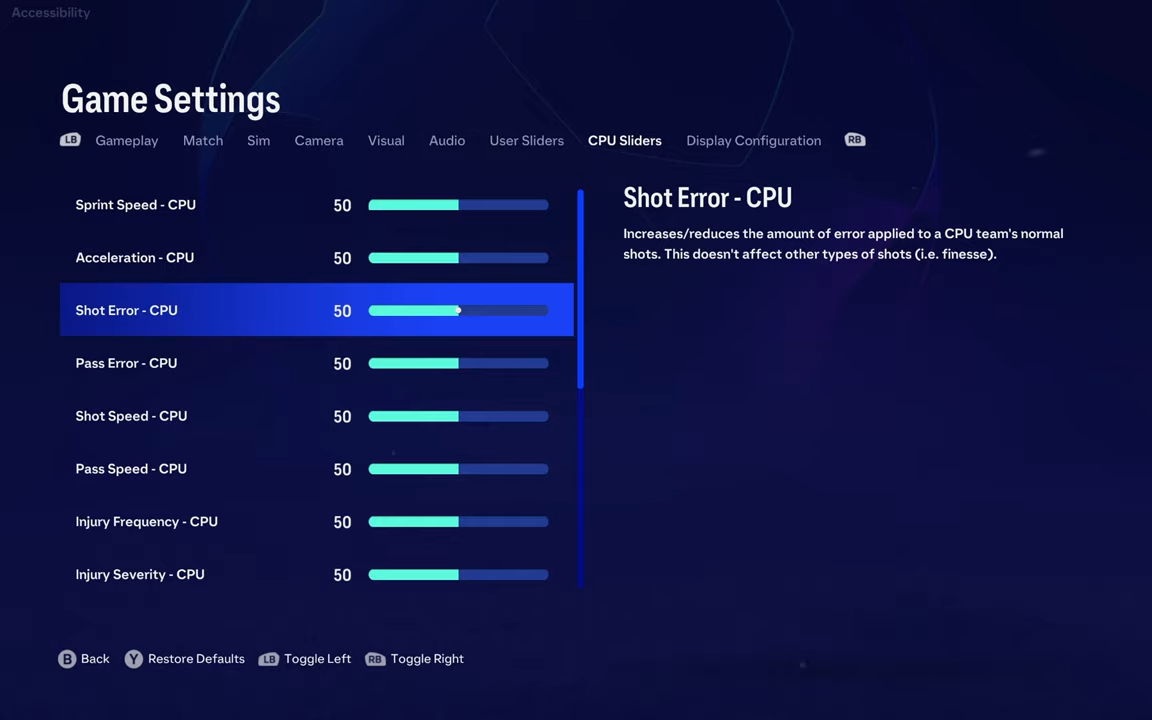 Accessibility
Game Settings
LB Gameplay Match Sim Camera Visual Audio User Sliders CPU Sliders Display Configuration RB
Sprint Speed - CPU 50
Acceleration - CPU 50
Shot Error - CPU 50
Pass Error - CPU 50
Shot Speed - CPU 50
Pass Speed - CPU 50
Injury Frequency - CPU 50
Injury Severity - CPU 50
Shot Error - CPU
Increases/reduces the amount of error applied to a CPU team's normal
shots. This doesn't affect other types of shots (i.e. finesse).
B Back Y Restore Defaults LB Toggle Left RB Toggle Right